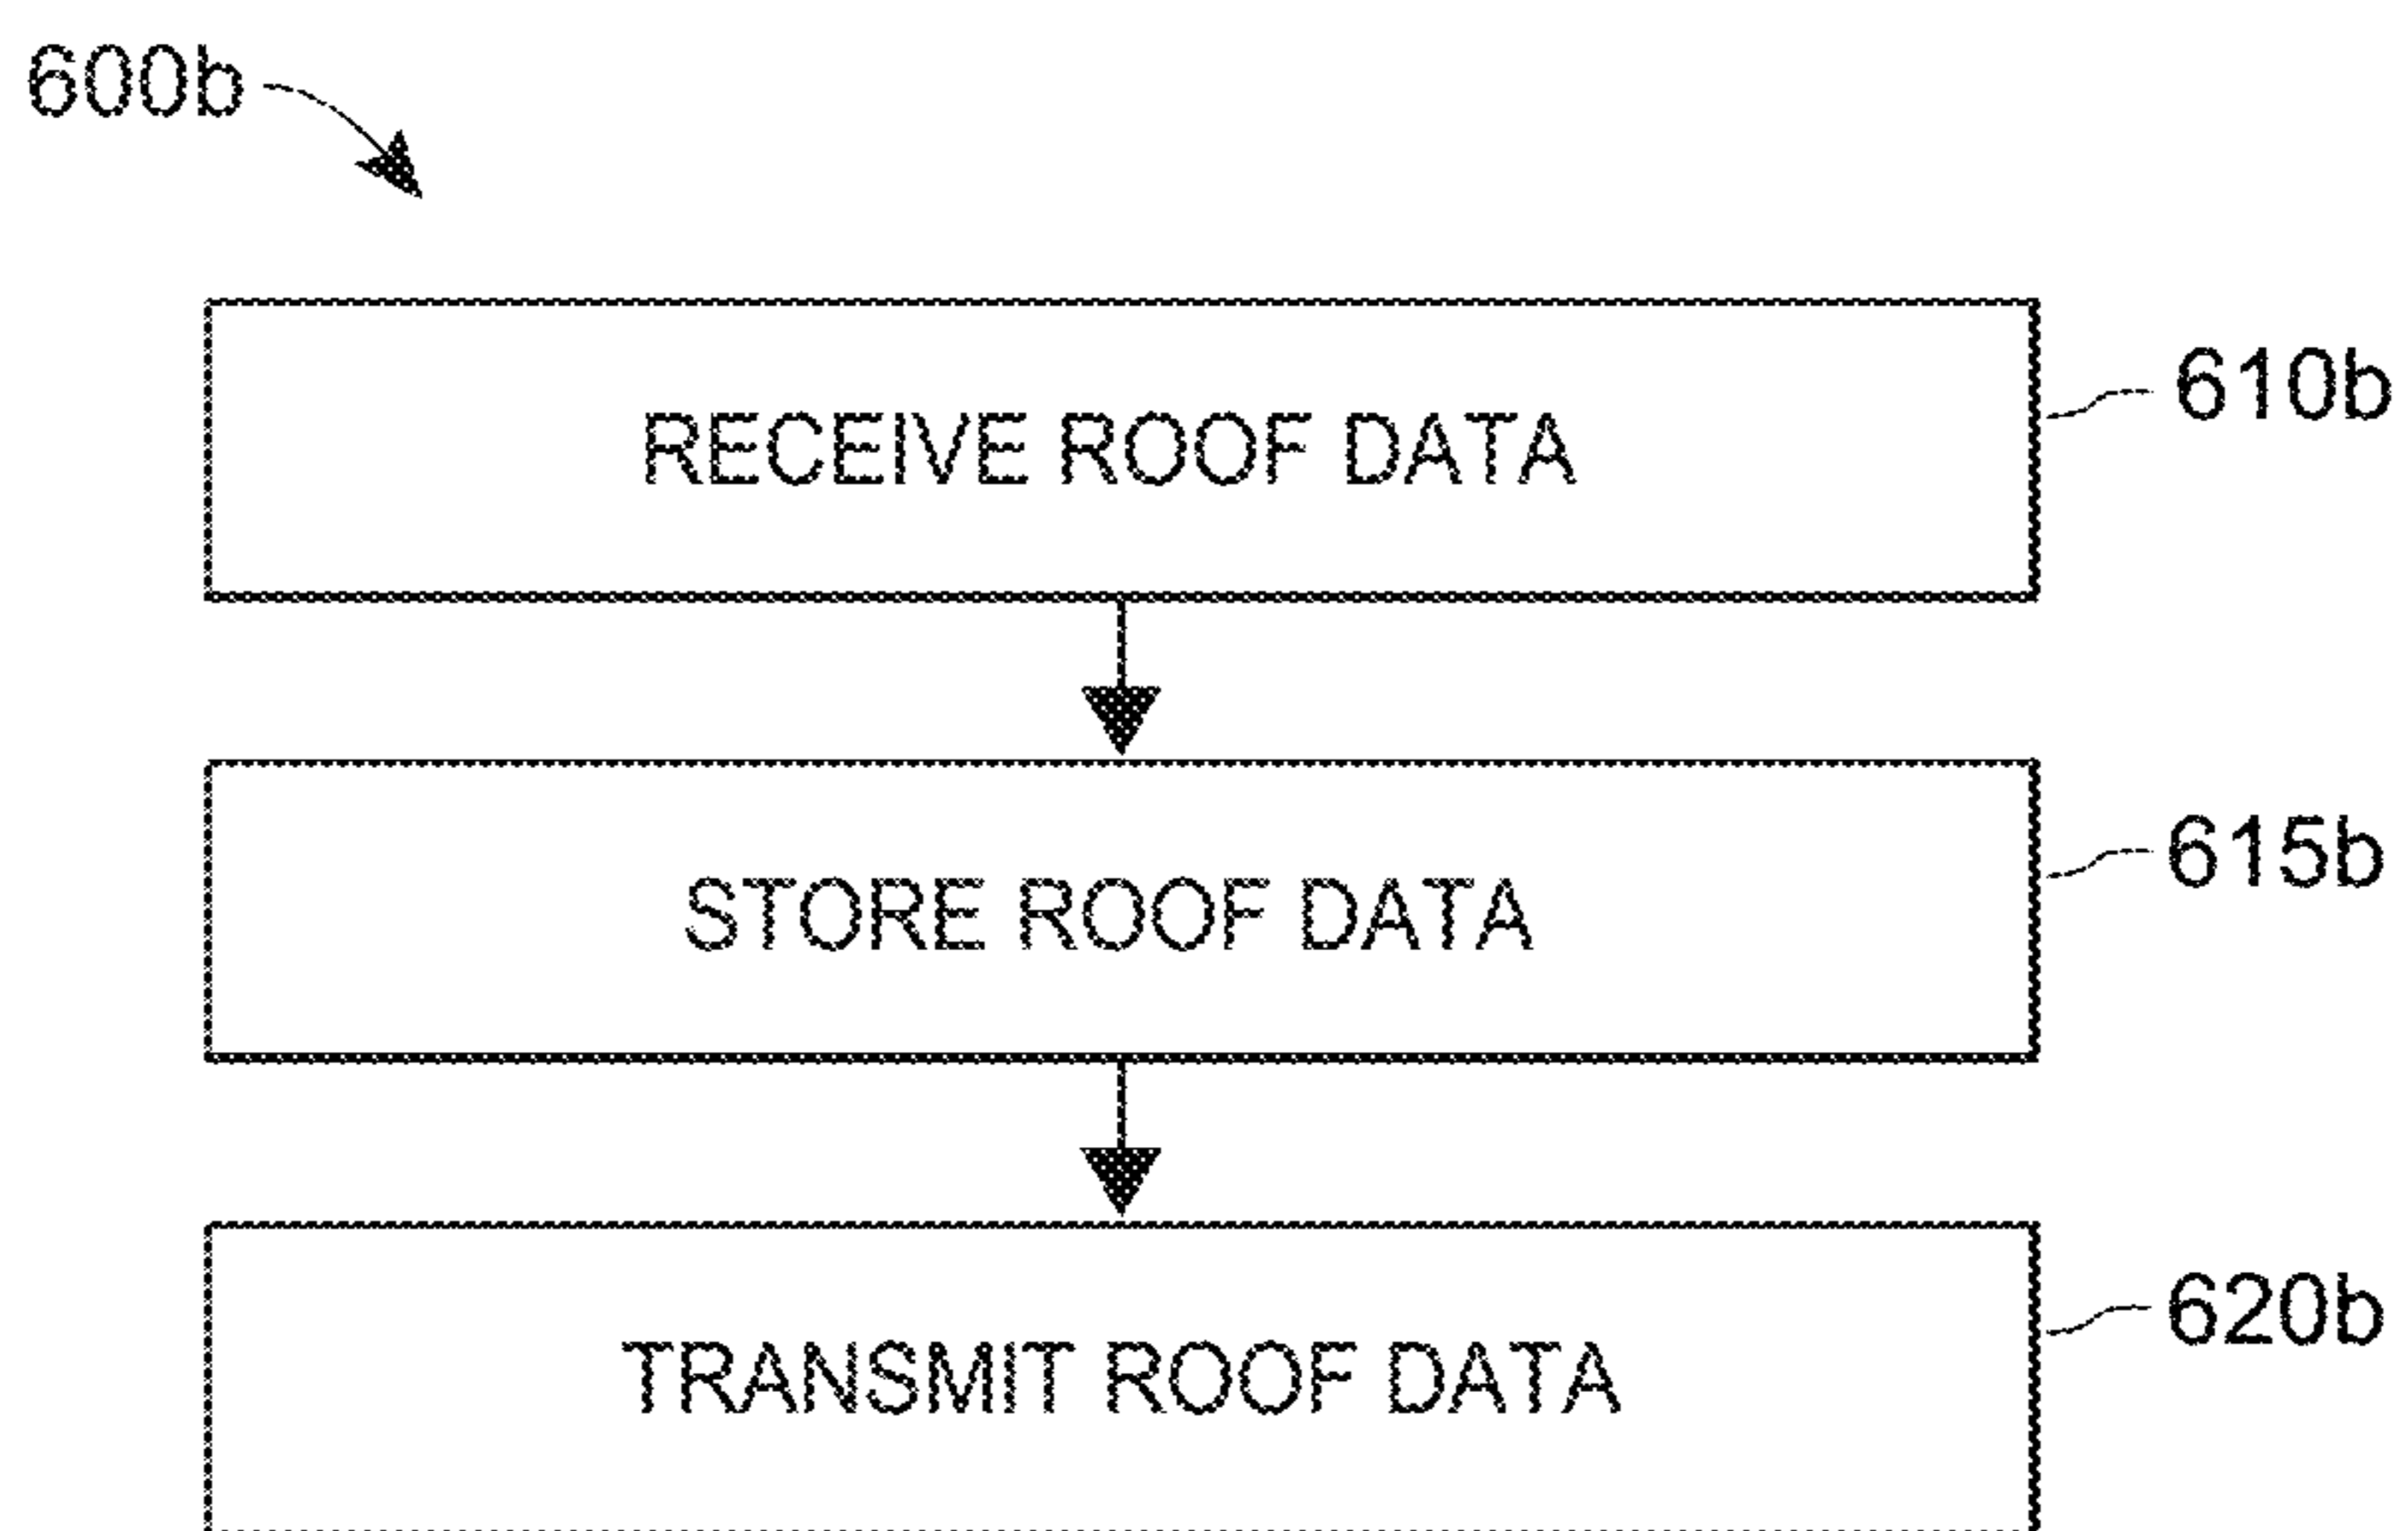 600b
RECEIVE ROOF DATA
610b
STORE ROOF DATA
615b
TRANSMIT ROOF DATA
620b